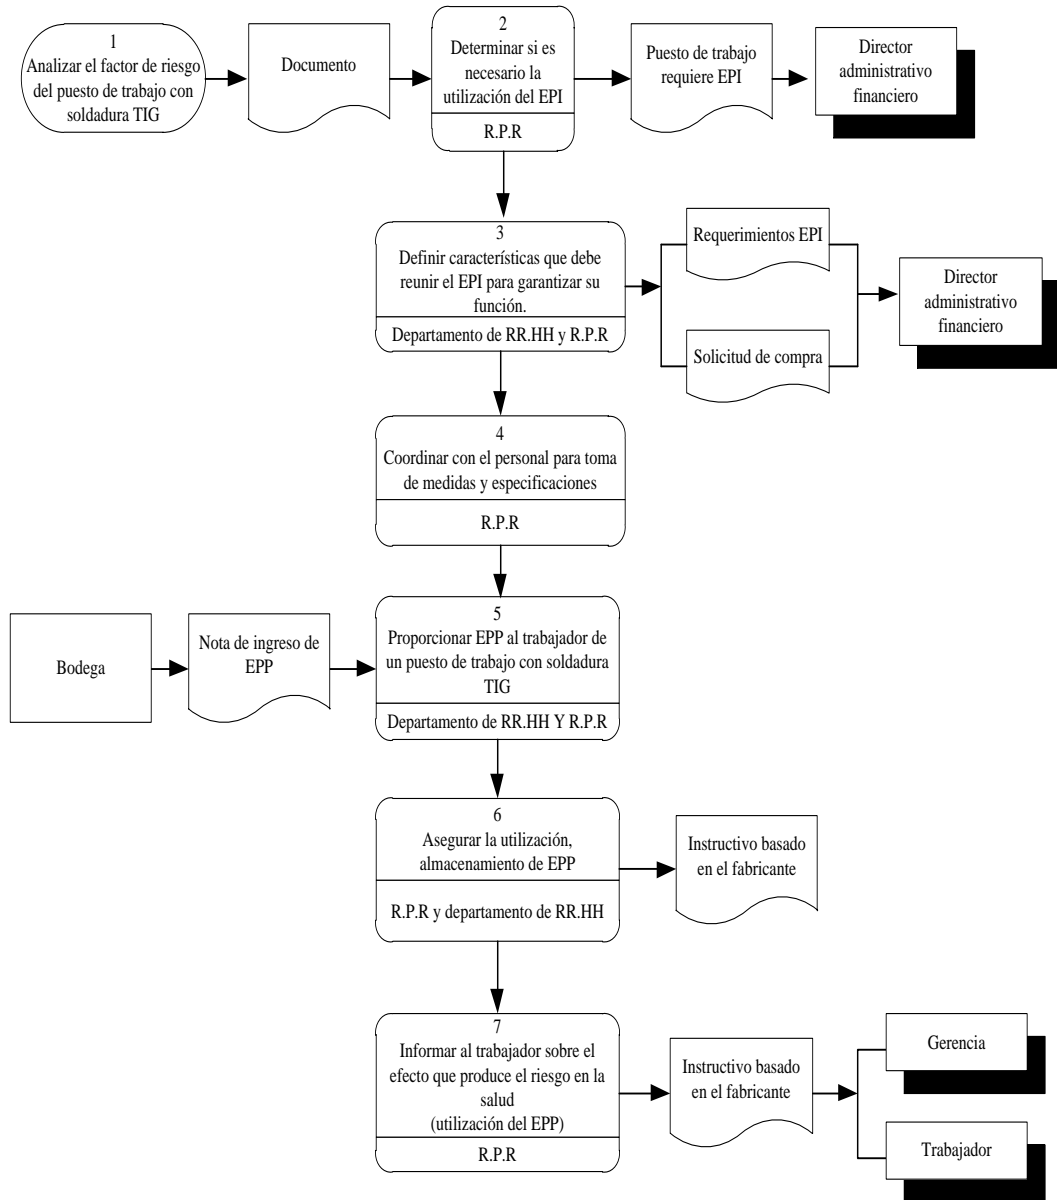 1
Analizar el factor de riesgo
del puesto de trabajo con
soldadura TIG
Documento
2
Determinar si es
necesario la
utilización del EPI
R.P.R
Puesto de trabajo
requiere EPI
Director
administrativo
financiero
3
Definir características que debe
reunir el EPI para garantizar su
función.
Departamento de RR.HH y R.P.R
Requerimientos EPI
Solicitud de compra
Director
administrativo
financiero
4
Coordinar con el personal para toma
de medidas y especificaciones
R.P.R
Bodega
Nota de ingreso de
EPP
5
Proporcionar EPP al trabajador de
un puesto de trabajo con soldadura
TIG
Departamento de RR.HH Y R.P.R
6
Asegurar la utilización,
almacenamiento de EPP
R.P.R y departamento de RR.HH
Instructivo basado
en el fabricante
7
Informar al trabajador sobre el
efecto que produce el riesgo en la
salud
(utilización del EPP)
R.P.R
Instructivo basado
en el fabricante
Gerencia
Trabajador